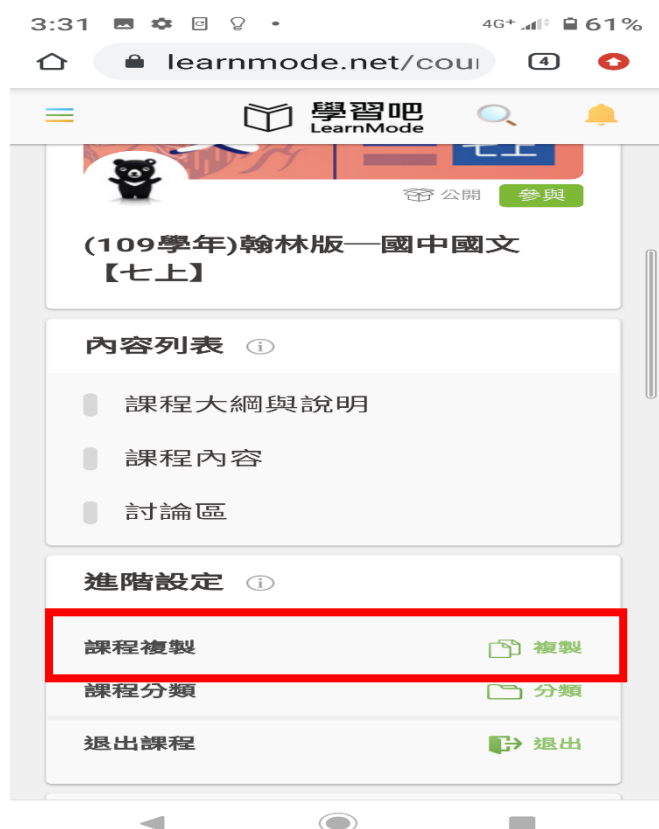 3:31 4G+ 61%
learnmode.net/cour 4
學習吧
LearnMode
七上
公開 參與
(109學年)翰林版—國中國文
【七上】
內容列表
課程大綱與說明
課程內容
討論區
進階設定
課程複製 複製
課程分類 分類
退出課程 退出